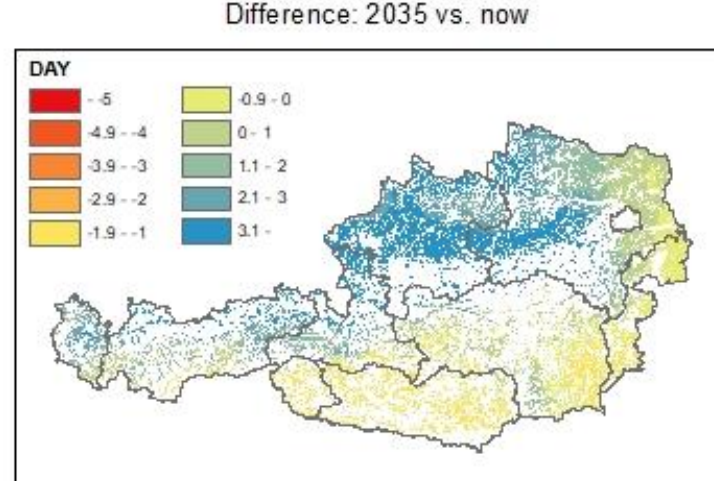 Difference: 2035 vs. now
DAY
- -5
-4.9 - -4
-3.9 - -3
-2.9 - -2
-1.9 - -1
-0.9 - 0
0 - 1
1.1 - 2
2.1 - 3
3.1 -